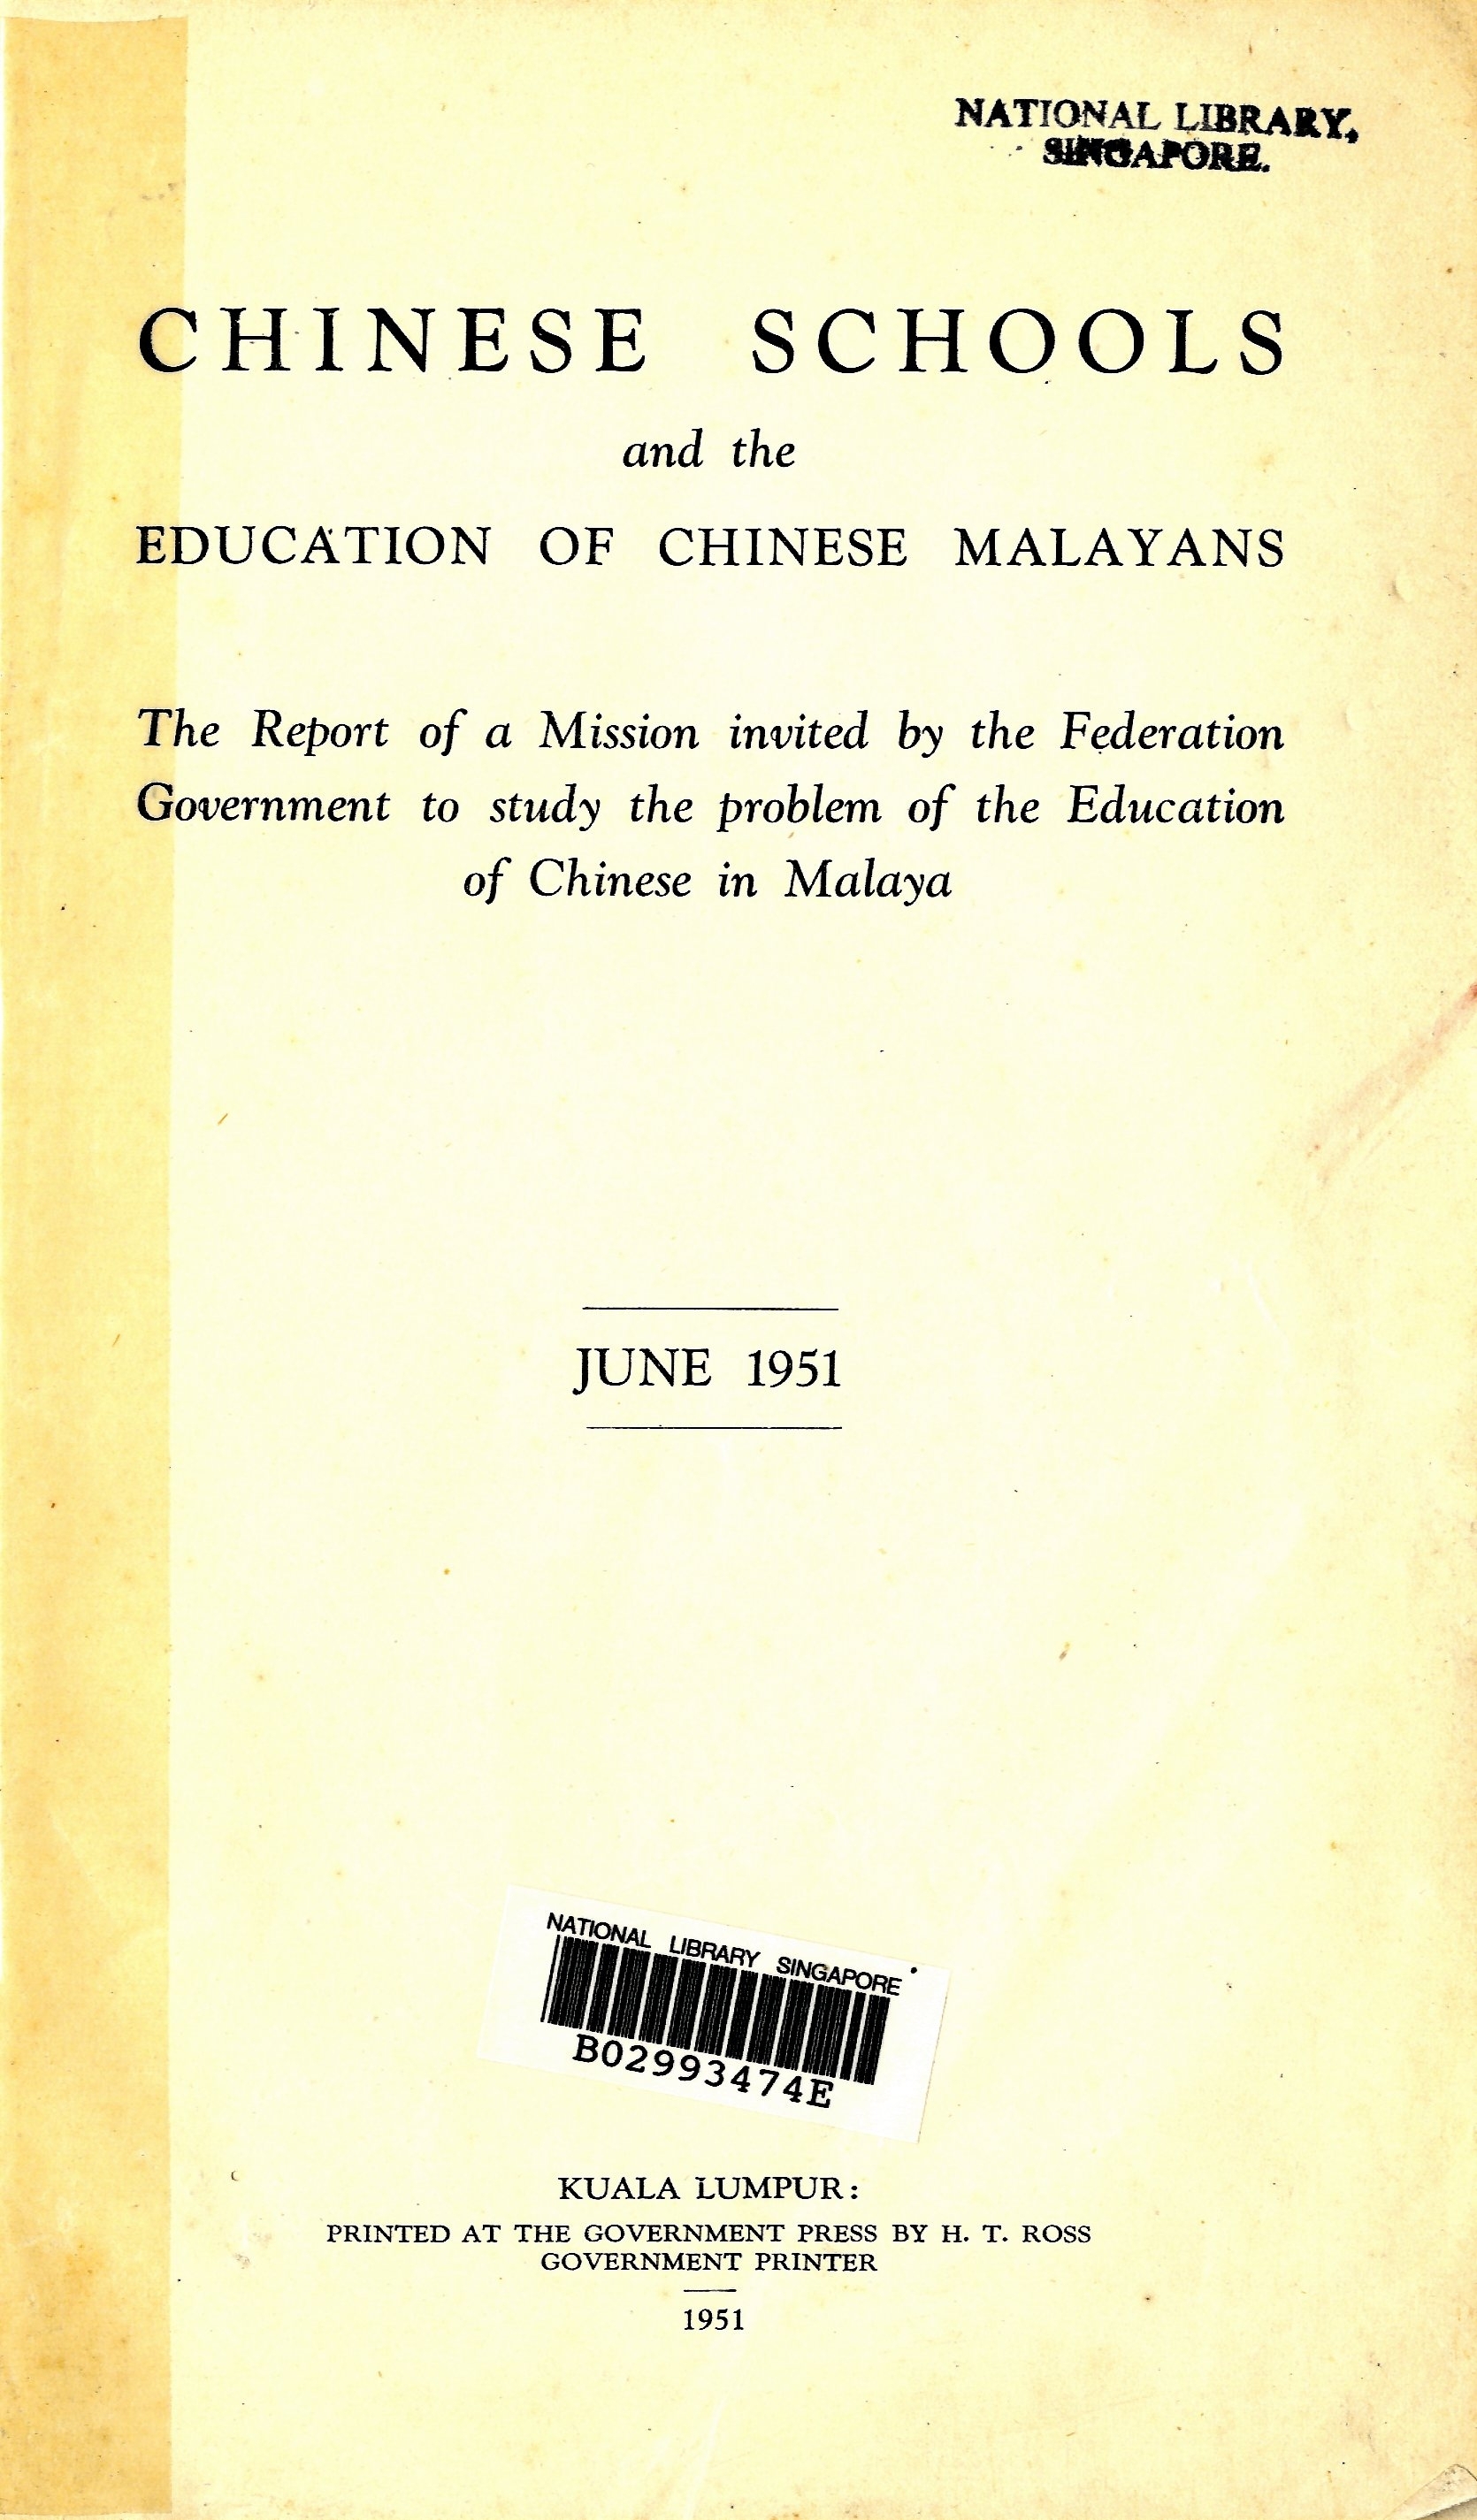 NATIONAL LIBRARY,
SINGAPORE.
CHINESE SCHOOLS
and the
EDUCATION OF CHINESE MALAYANS
The Report of a Mission invited by the Federation
Government to study the problem of the Education
of Chinese in Malaya
JUNE 1951
NATIONAL LIBRARY SINGAPORE
B02993474E
KUALA LUMPUR:
PRINTED AT THE GOVERNMENT PRESS BY H. T. ROSS
GOVERNMENT PRINTER
1951